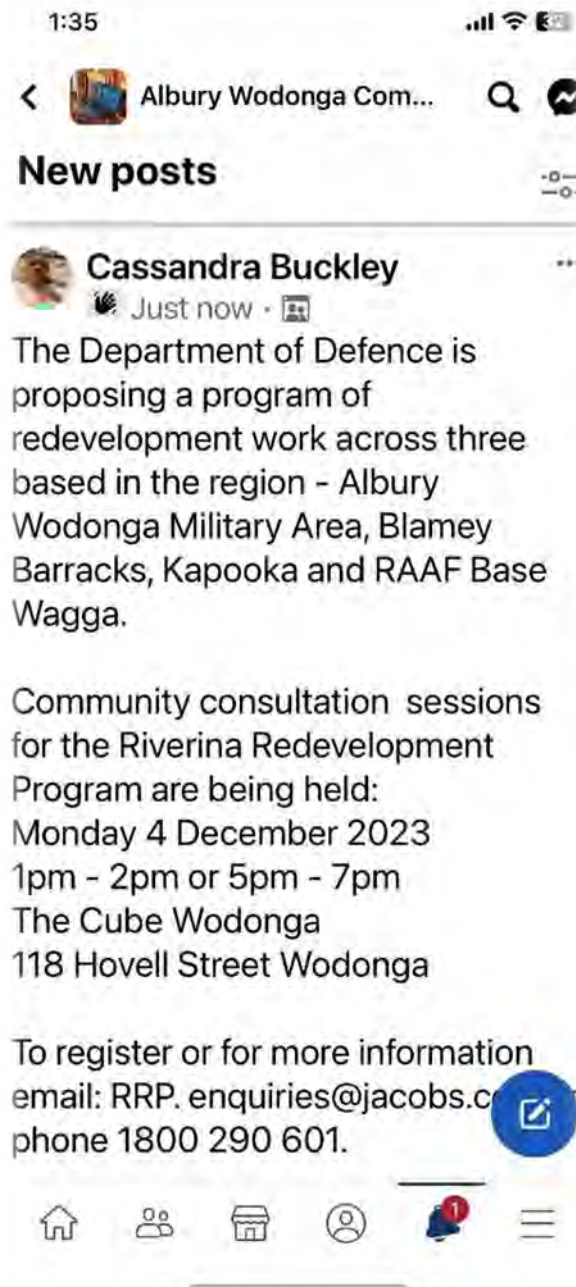 1:35
Albury Wodonga Com...
New posts
Cassandra Buckley
Just now ·
The Department of Defence is
proposing a program of
redevelopment work across three
based in the region - Albury
Wodonga Military Area, Blamey
Barracks, Kapooka and RAAF Base
Wagga.
Community consultation sessions
for the Riverina Redevelopment
Program are being held:
Monday 4 December 2023
1pm - 2pm or 5pm - 7pm
The Cube Wodonga
118 Hovell Street Wodonga
To register or for more information
email: RRP. enquiries@jacobs.c
phone 1800 290 601.
1